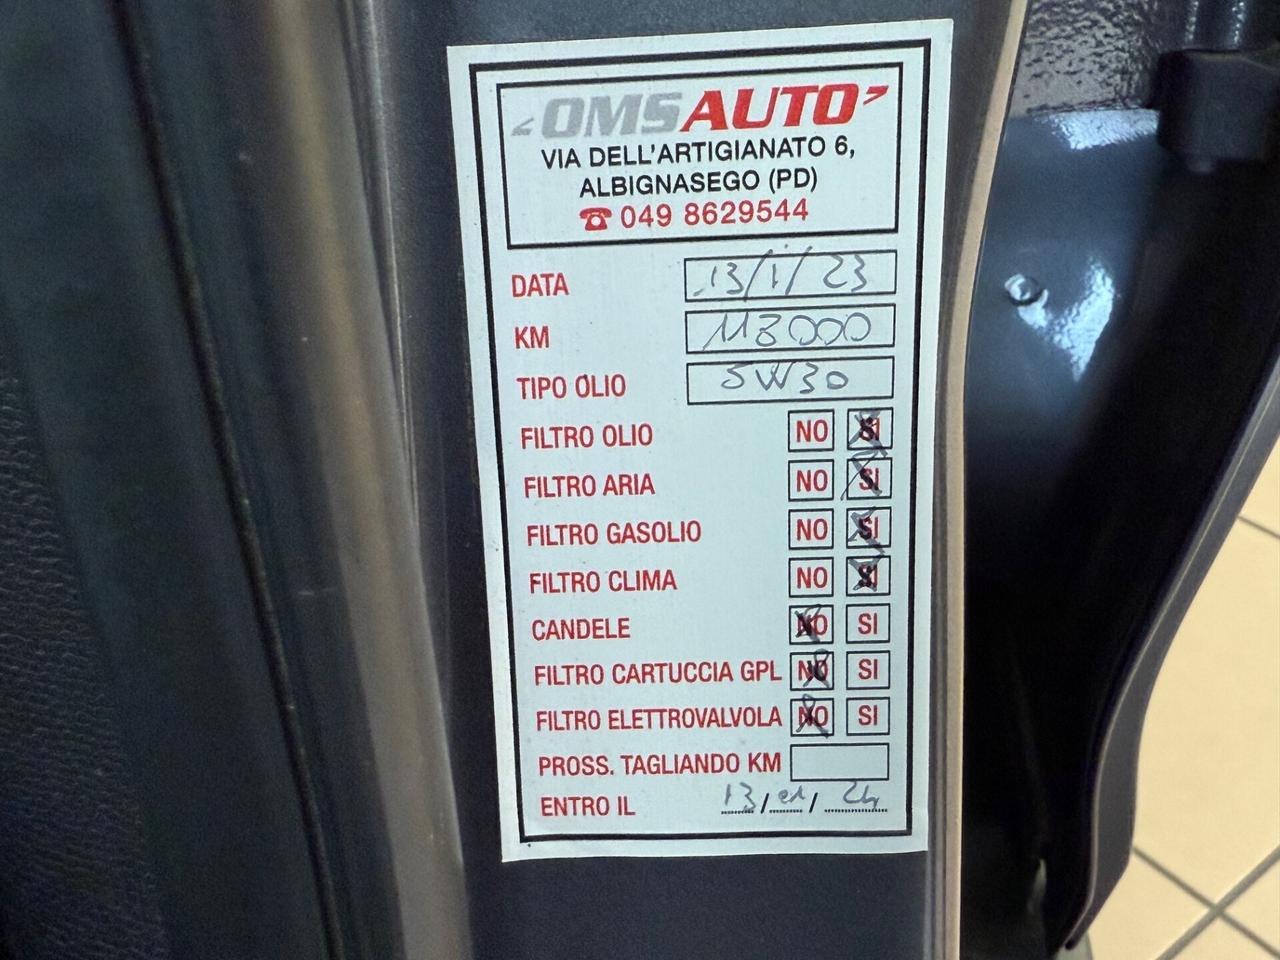 OMSAUTO
VIA DELL'ARTIGIANATO 6,
ALBIGNASEGO (PD)
☎ 049 8629544
DATA 13/1/23
KM 118000
TIPO OLIO 5W30
FILTRO OLIO NO SI
FILTRO ARIA NO SI
FILTRO GASOLIO NO SI
FILTRO CLIMA NO SI
CANDELE NO SI
FILTRO CARTUCCIA GPL NO SI
FILTRO ELETTROVALVOLA NO SI
PROSS. TAGLIANDO KM
ENTRO IL 13/01/24